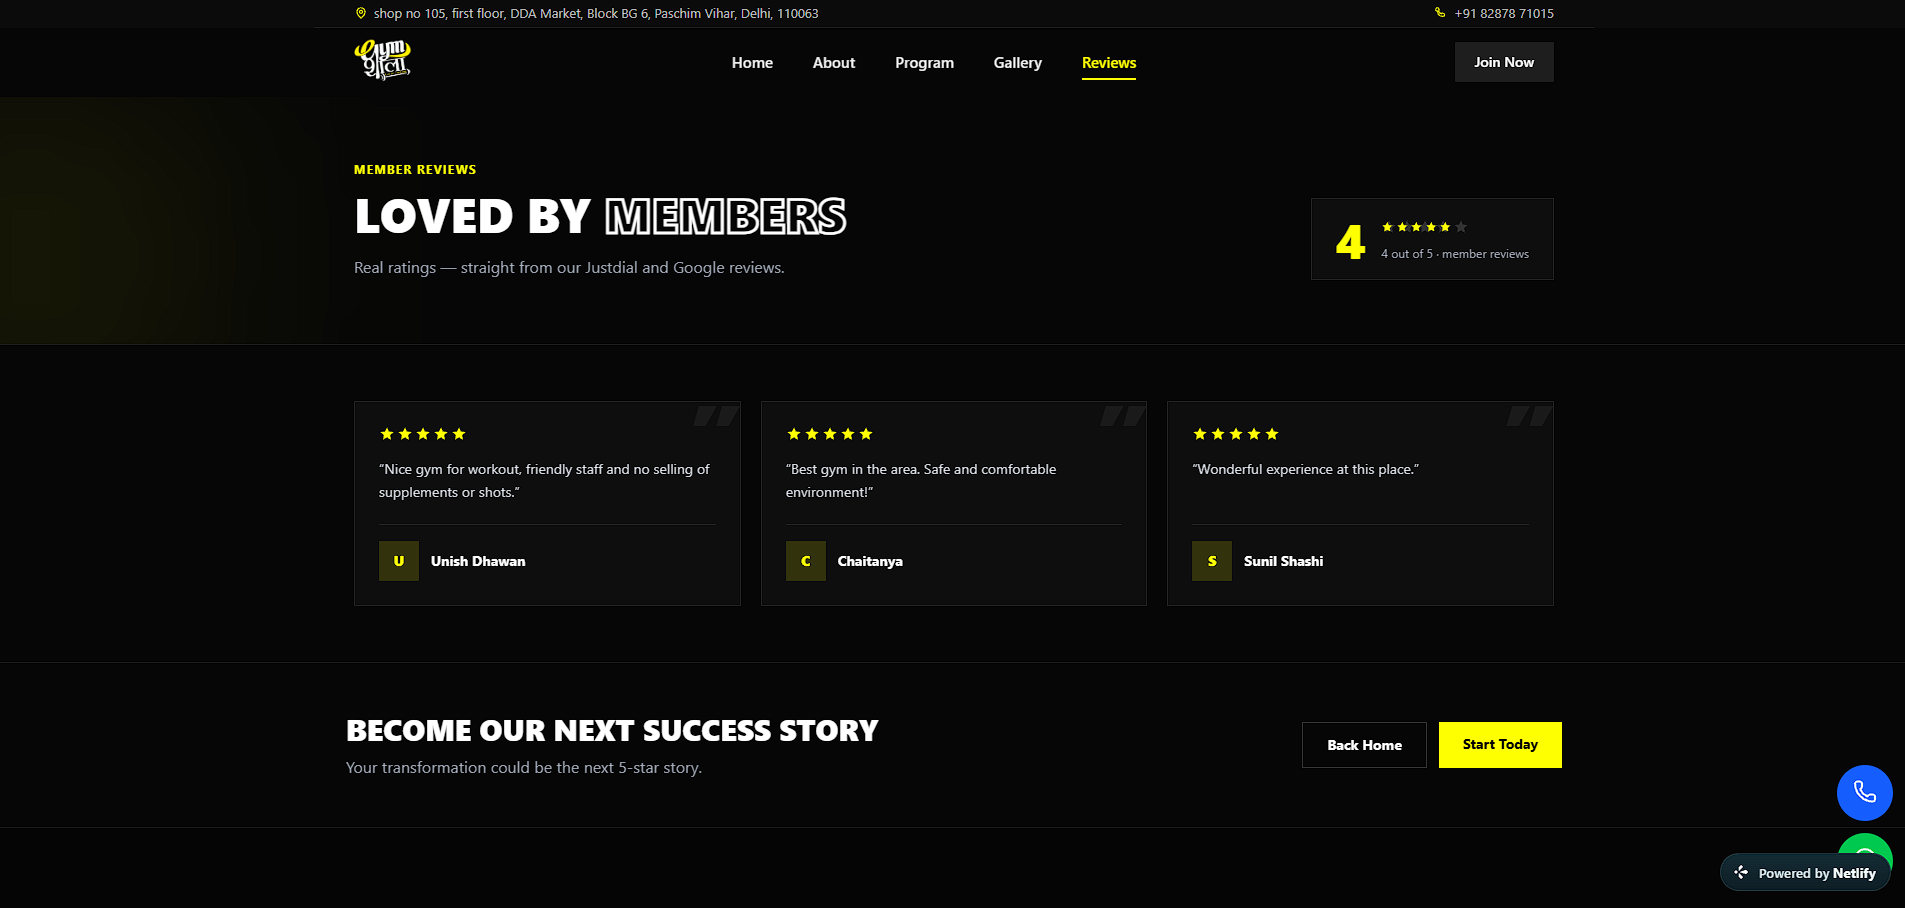 shop no 105, first floor, DDA Market, Block BG 6, Paschim Vihar, Delhi, 110063
+91 82878 71015
Gym
शाला
Home
About
Program
Gallery
Reviews
Join Now
MEMBER REVIEWS
LOVED BY MEMBERS
Real ratings — straight from our Justdial and Google reviews.
4
4 out of 5 · member reviews
“Nice gym for workout, friendly staff and no selling of
supplements or shots.”
U
Unish Dhawan
“Best gym in the area. Safe and comfortable
environment!”
C
Chaitanya
“Wonderful experience at this place.”
S
Sunil Shashi
BECOME OUR NEXT SUCCESS STORY
Your transformation could be the next 5-star story.
Back Home
Start Today
Powered by Netlify